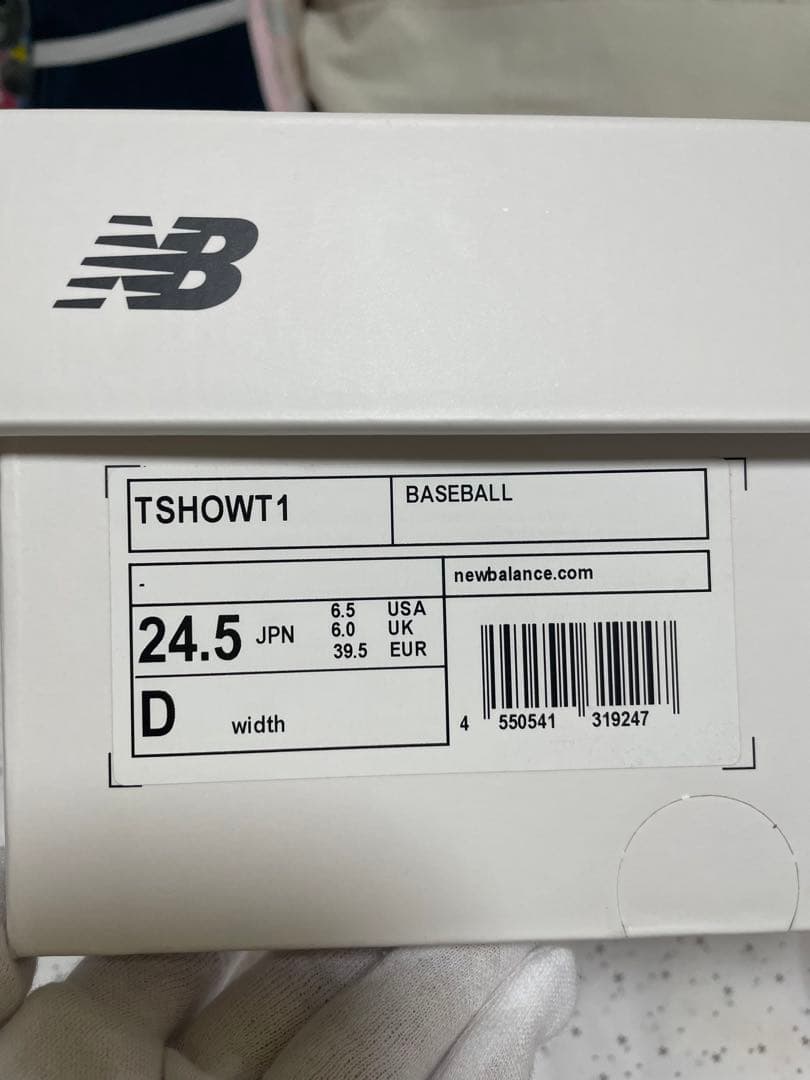 NB
TSHOWT1
BASEBALL
-
newbalance.com
24.5 JPN
6.5 USA
6.0 UK
39.5 EUR
D width
4 550541 319247